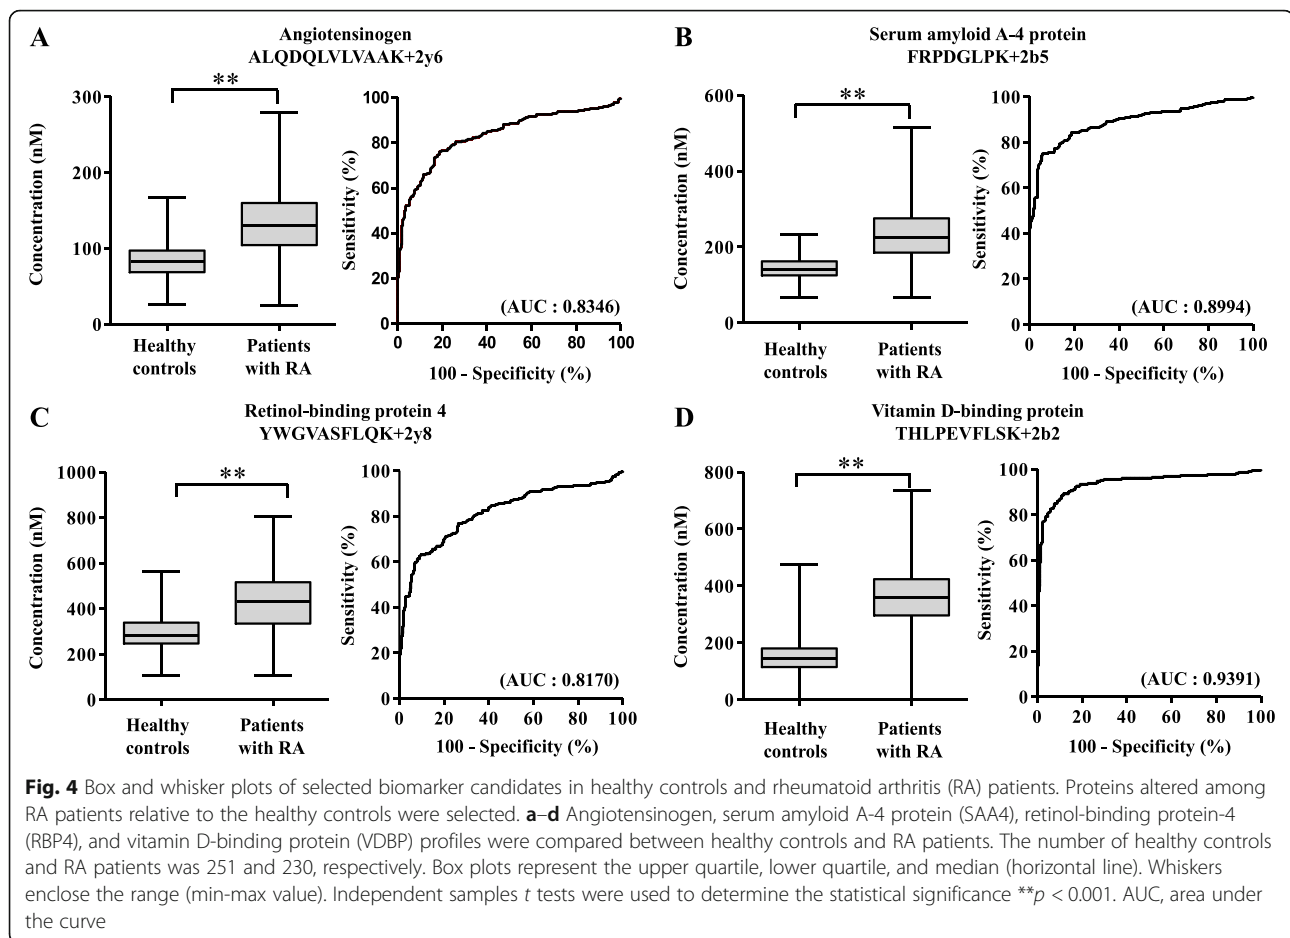 A
Angiotensinogen
ALQDQLVLVAAK+2y6
**
Concentration (nM)
300
200
100
0
Healthy controls
Patients with RA
Sensitivity (%)
100
80
60
40
20
0
(AUC : 0.8346)
0 20 40 60 80 100
100 - Specificity (%)
B
Serum amyloid A-4 protein
FRPDGLPK+2b5
**
Concentration (nM)
600
400
200
0
Healthy controls
Patients with RA
Sensitivity (%)
100
80
60
40
20
0
(AUC : 0.8994)
0 20 40 60 80 100
100 - Specificity (%)
C
Retinol-binding protein 4
YWGVASFLQK+2y8
**
Concentration (nM)
1000
800
600
400
200
0
Healthy controls
Patients with RA
Sensitivity (%)
100
80
60
40
20
0
(AUC : 0.8170)
0 20 40 60 80 100
100 - Specificity (%)
D
Vitamin D-binding protein
THLPEVFLSK+2b2
**
Concentration (nM)
800
600
400
200
0
Healthy controls
Patients with RA
Sensitivity (%)
100
80
60
40
20
0
(AUC : 0.9391)
0 20 40 60 80 100
100 - Specificity (%)
Fig. 4 Box and whisker plots of selected biomarker candidates in healthy controls and rheumatoid arthritis (RA) patients. Proteins altered among
RA patients relative to the healthy controls were selected. a–d Angiotensinogen, serum amyloid A-4 protein (SAA4), retinol-binding protein-4
(RBP4), and vitamin D-binding protein (VDBP) profiles were compared between healthy controls and RA patients. The number of healthy controls
and RA patients was 251 and 230, respectively. Box plots represent the upper quartile, lower quartile, and median (horizontal line). Whiskers
enclose the range (min-max value). Independent samples t tests were used to determine the statistical significance **p < 0.001. AUC, area under
the curve